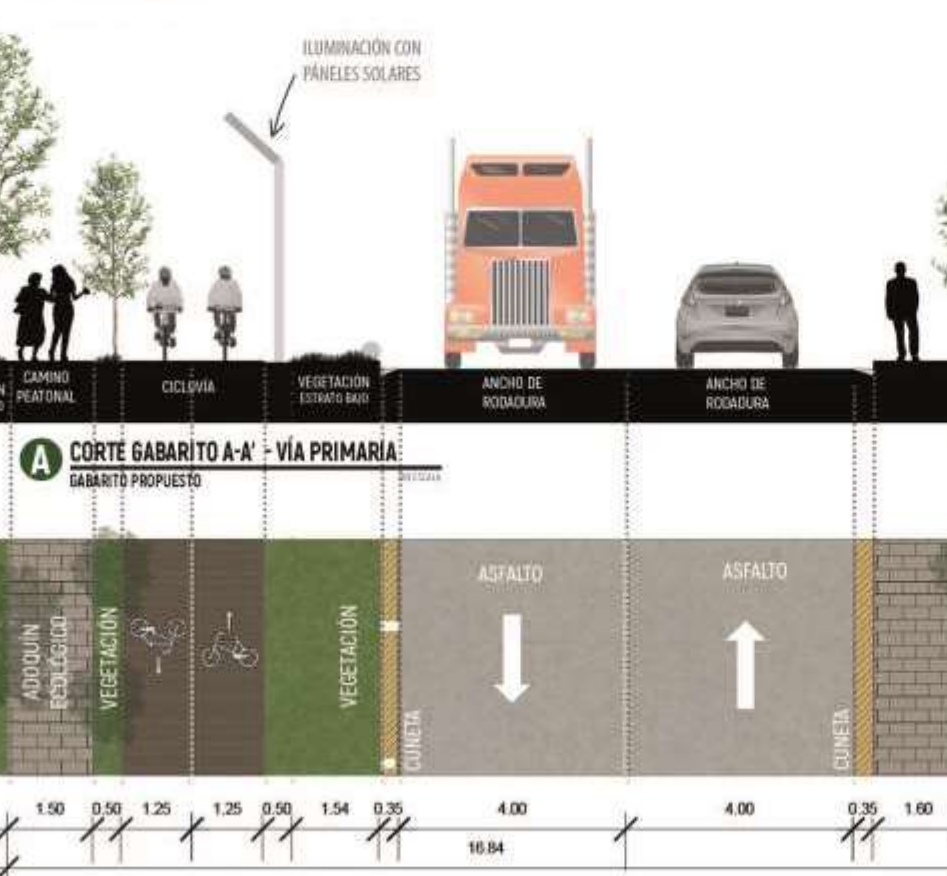 ILUMINACIÓN CON
PÁNELES SOLARES
CAMINO
PEATONAL
CICLOVÍA
VEGETACIÓN
ESTRATO BAJO
ANCHO DE
RODADURA
ANCHO DE
RODADURA
A CORTE GABARITO A-A' - VÍA PRIMARIA
GABARITO PROPUESTO
ADOQUIN
ECOLÓGICO
VEGETACIÓN
VEGETACIÓN
CUNETA
ASFALTO
ASFALTO
CUNETA
1.50 0.50 1.25 1.25 0.50 1.54 0.35 4.00 4.00 0.35 1.60
16.84